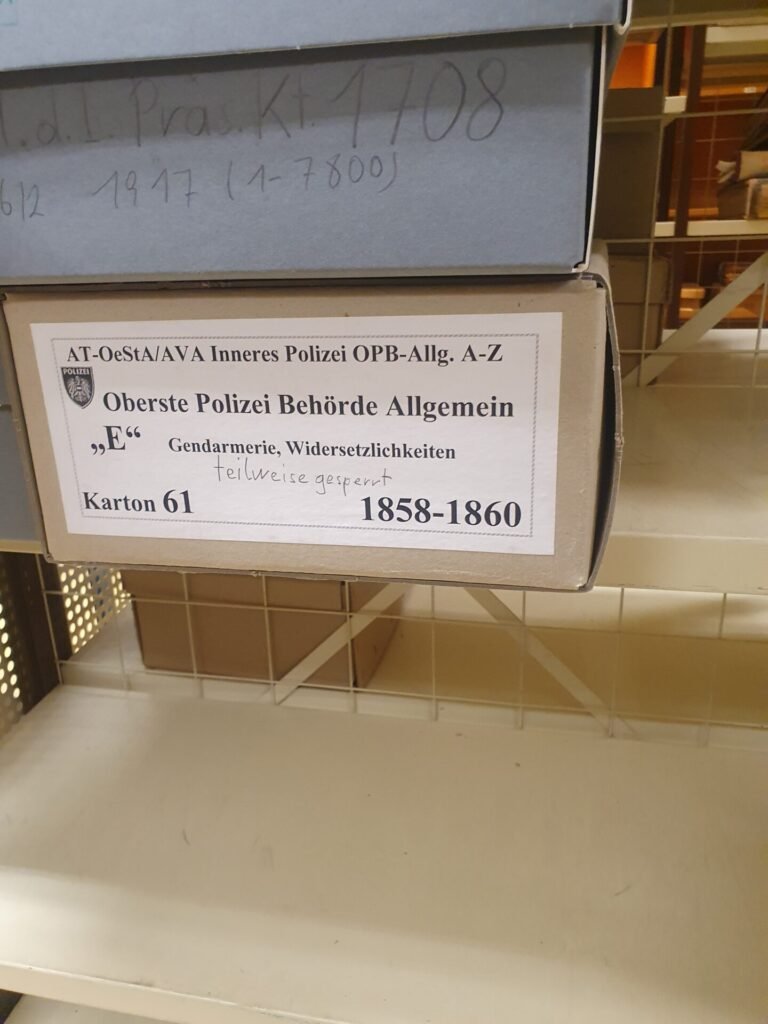 M.d.I. Präs. Kt. 1708
6/2 1917 (1-7800)
AT-OeStA/AVA Inneres Polizei OPB-Allg. A-Z
POLIZEI
Oberste Polizei Behörde Allgemein
„E“ Gendarmerie, Widersetzlichkeiten
teilweise gesperrt
Karton 61 1858-1860